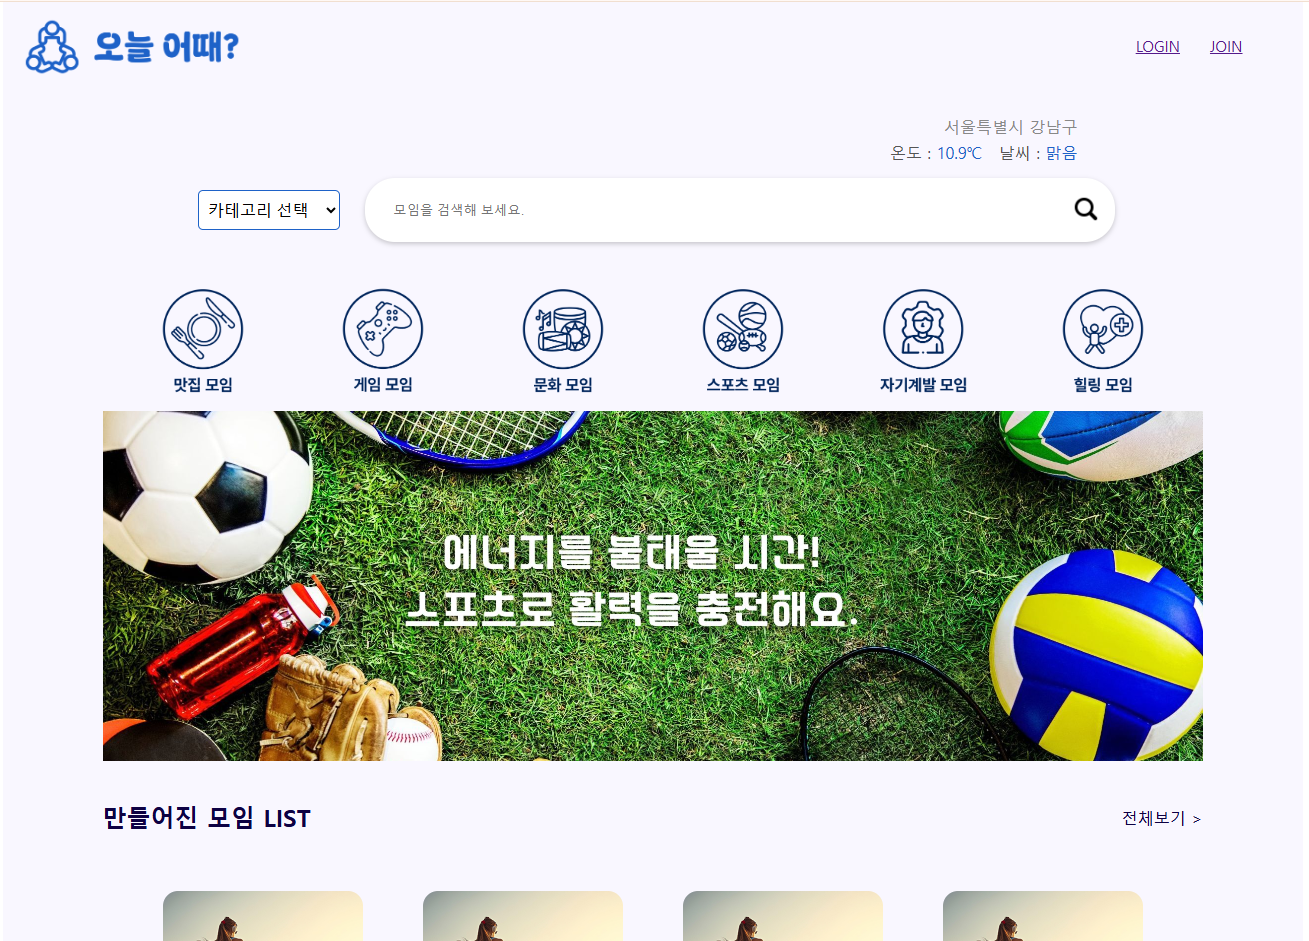 오늘 어때?
LOGIN JOIN
서울특별시 강남구
온도 : 10.9℃ 날씨 : 맑음
카테고리 선택
모임을 검색해 보세요.
맛집 모임
게임 모임
문화 모임
스포츠 모임
자기계발 모임
힐링 모임
에너지를 불태울 시간!
스포츠로 활력을 충전해요.
만들어진 모임 LIST
전체보기 >